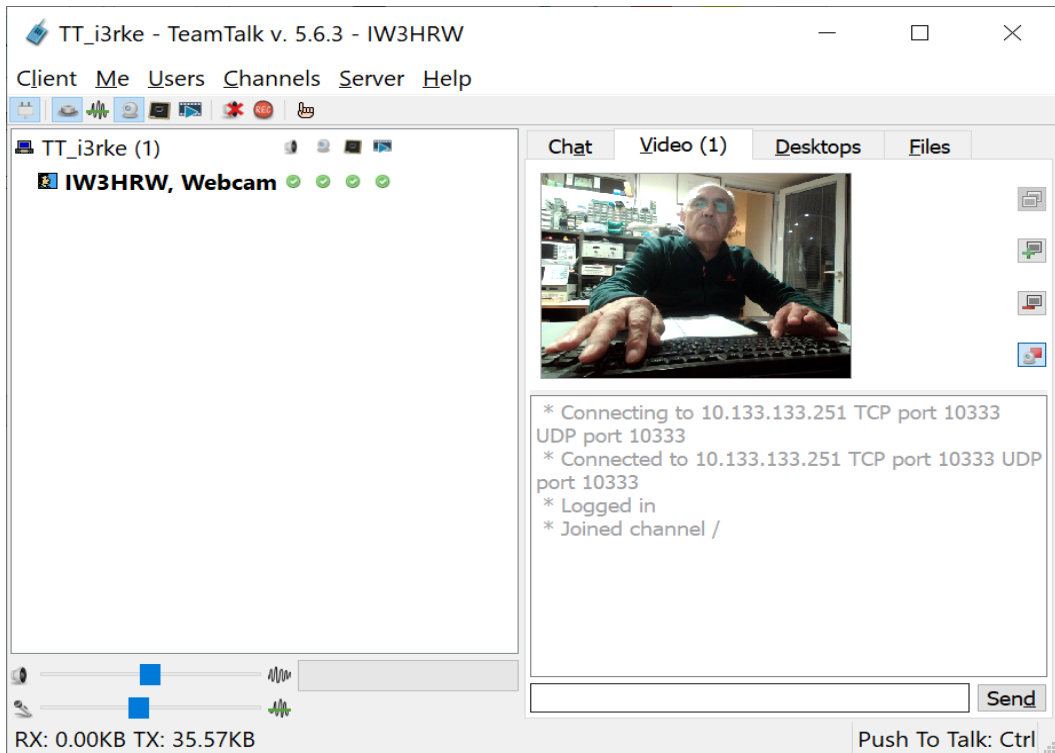 TT_i3rke - TeamTalk v. 5.6.3 - IW3HRW
Client Me Users Channels Server Help
REC
TT_i3rke (1)
IW3HRW, Webcam
Chat Video (1) Desktops Files
* Connecting to 10.133.133.251 TCP port 10333
UDP port 10333
* Connected to 10.133.133.251 TCP port 10333 UDP
port 10333
* Logged in
* Joined channel /
Send
RX: 0.00KB TX: 35.57KB
Push To Talk: Ctrl